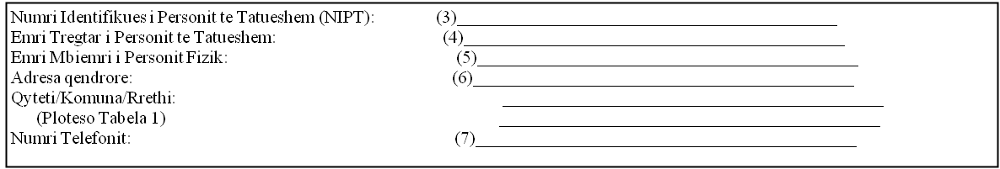 Numri Identifikues i Personit te Tatueshem (NIPT): (3)
Emri Tregtar i Personit te Tatueshem: (4)
Emri Mbiemri i Personit Fizik: (5)
Adresa qendrore: (6)
Qyteti/Komuna/Rrethi:
(Ploteso Tabela 1)
Numri Telefonit: (7)